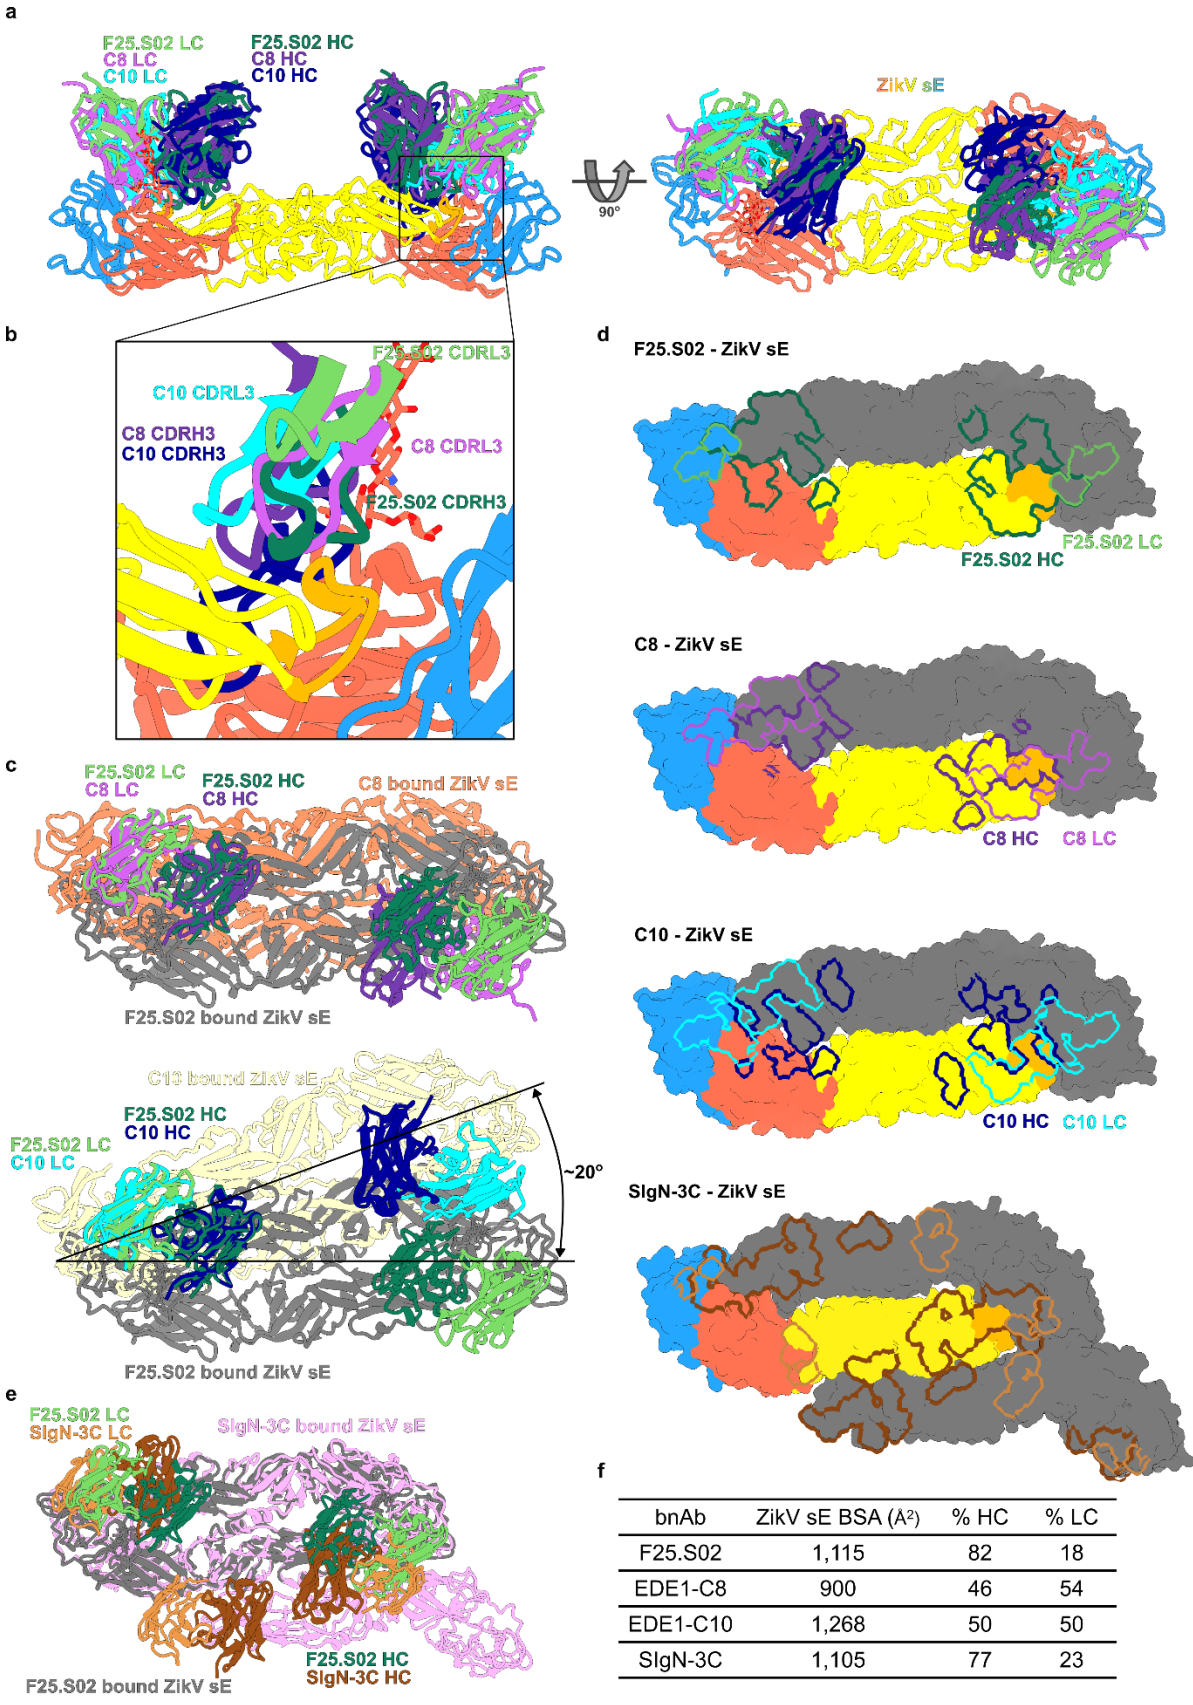 a
F25.S02 LC
C8 LC
C10 LC
F25.S02 HC
C8 HC
C10 HC
ZikV sE
90°
b
F25.S02 CDRL3
C10 CDRL3
C8 CDRH3
C10 CDRH3
C8 CDRL3
F25.S02 CDRH3
c
F25.S02 LC
C8 LC
F25.S02 HC
C8 HC
C8 bound ZikV sE
F25.S02 bound ZikV sE
C10 bound ZikV sE
F25.S02 HC
C10 HC
F25.S02 LC
C10 LC
~20°
F25.S02 bound ZikV sE
d
F25.S02 - ZikV sE
F25.S02 LC
F25.S02 HC
C8 - ZikV sE
C8 HC
C8 LC
C10 - ZikV sE
C10 HC
C10 LC
SIgN-3C - ZikV sE
e
F25.S02 LC
SIgN-3C LC
SIgN-3C bound ZikV sE
F25.S02 HC
SIgN-3C HC
F25.S02 bound ZikV sE
f
bnAb ZikV sE BSA (Å²) % HC % LC
F25.S02 1,115 82 18
EDE1-C8 900 46 54
EDE1-C10 1,268 50 50
SIgN-3C 1,105 77 23